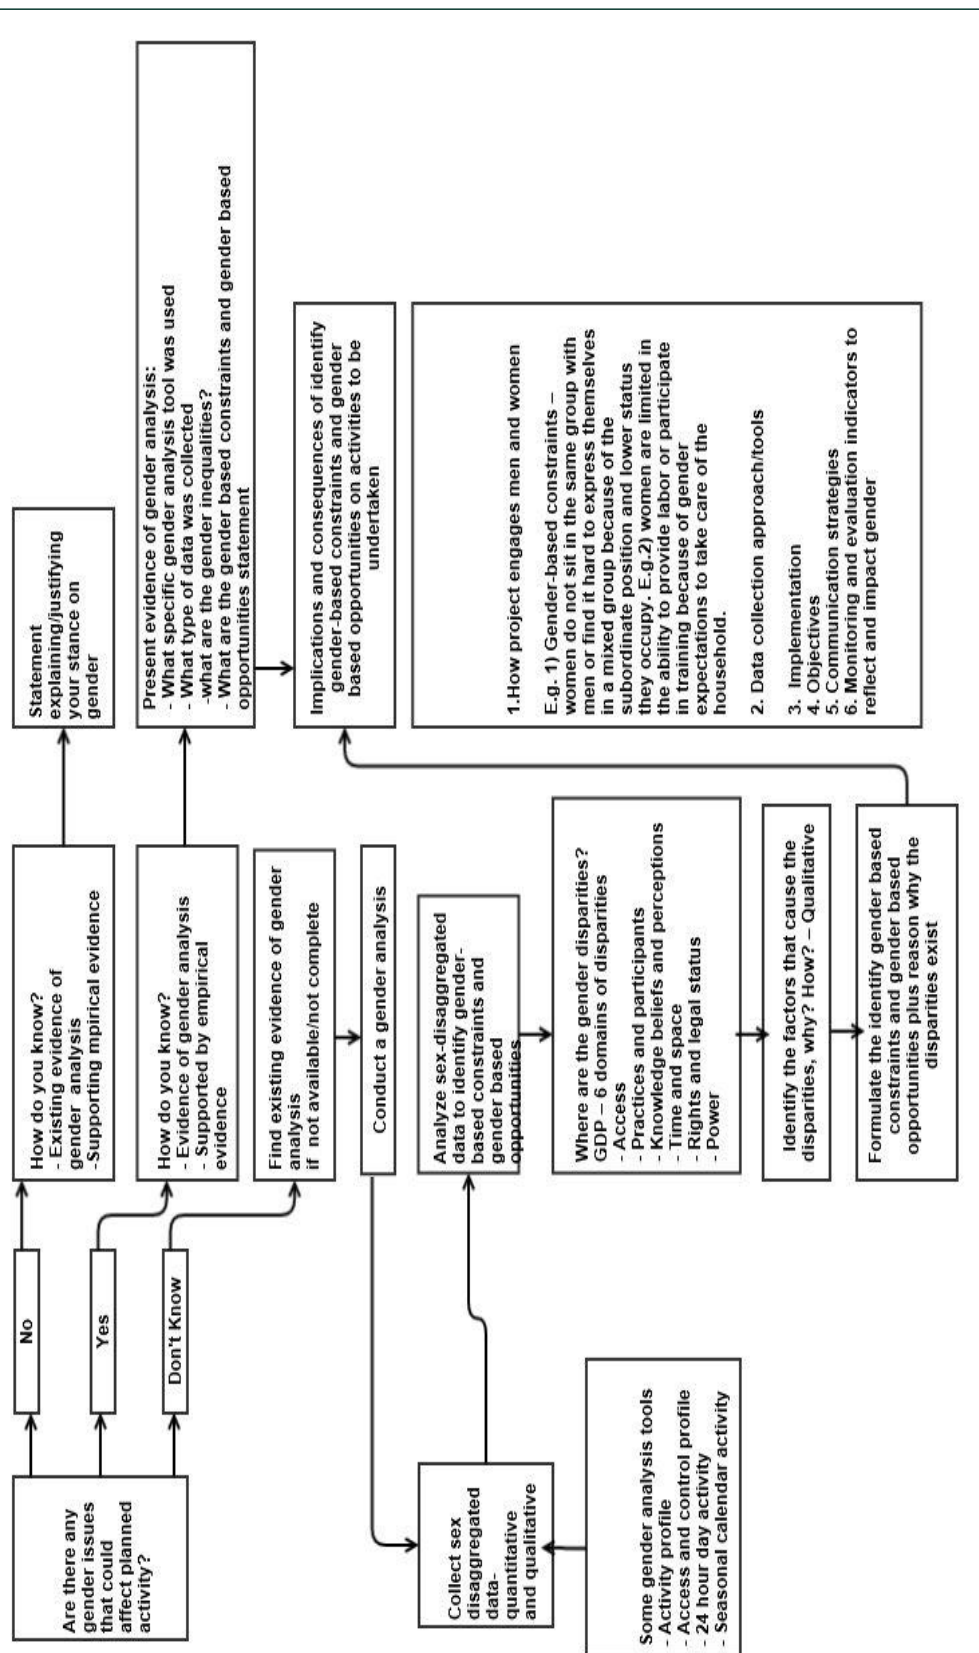 Are there any
gender issues
that could
affect planned
activity?
No
Yes
Don't Know
How do you know?
- Existing evidence of
gender analysis
-Supporting mpirical evidence
Statement
explaining/justifying
your stance on
gender
How do you know?
- Evidence of gender analysis
- Supported by empirical
evidence
Present evidence of gender analysis:
- What specific gender analysis tool was used
- What type of data was collected
-what are the gender inequalities?
- What are the gender based constraints and gender based
opportunities statement
Find existing evidence of gender
analysis
if not available/not complete
Conduct a gender analysis
Implications and consequences of identify
gender-based constraints and gender
based opportunities on activities to be
undertaken
Collect sex
disaggregated
data-
quantitative
and qualitative
Analyze sex-disaggregated
data to identify gender-
based constraints and
gender based
opportunities
Some gender analysis tools
- Activity profile
- Access and control profile
- 24 hour day activity
- Seasonal calendar activity
Where are the gender disparities?
GDP – 6 domains of disparities
- Access
- Practices and participants
- Knowledge beliefs and perceptions
- Time and space
- Rights and legal status
- Power
Identify the factors that cause the
disparities, why? How? – Qualitative
Formulate the identify gender based
constraints and gender based
opportunities plus reason why the
disparities exist
1.How project engages men and women
E.g. 1) Gender-based constraints –
women do not sit in the same group with
men or find it hard to express themselves
in a mixed group because of the
subordinate position and lower status
they occupy. E.g.2) women are limited in
the ability to provide labor or participate
in training because of gender
expectations to take care of the
household.
2. Data collection approach/tools
3. Implementation
4. Objectives
5. Communication strategies
6. Monitoring and evaluation indicators to
reflect and impact gender